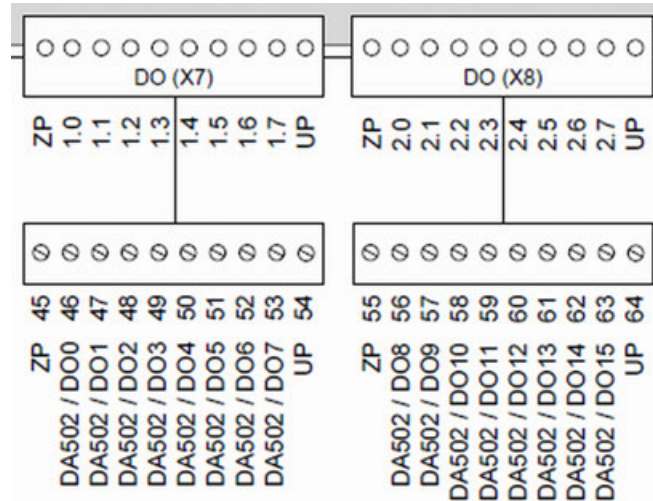 DO (X7)
ZP 1.0 1.1 1.2 1.3 1.4 1.5 1.6 1.7 UP
45 46 47 48 49 50 51 52 53 54
ZP
DA502 / DO0
DA502 / DO1
DA502 / DO2
DA502 / DO3
DA502 / DO4
DA502 / DO5
DA502 / DO6
DA502 / DO7
UP
DO (X8)
ZP 2.0 2.1 2.2 2.3 2.4 2.5 2.6 2.7 UP
55 56 57 58 59 60 61 62 63 64
ZP
DA502 / DO8
DA502 / DO9
DA502 / DO10
DA502 / DO11
DA502 / DO12
DA502 / DO13
DA502 / DO14
DA502 / DO15
UP